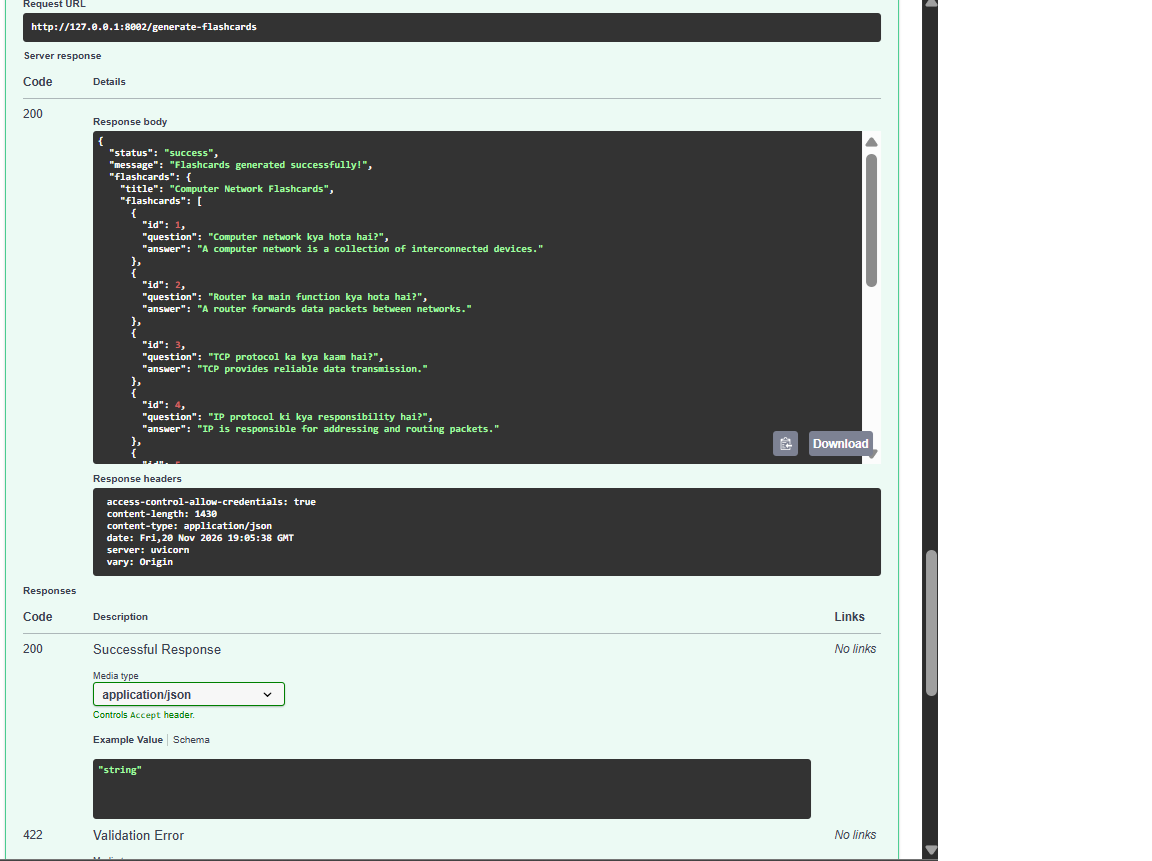 Request URL
http://127.0.0.1:8002/generate-flashcards
Server response
Code Details
200
Response body
{
"status": "success",
"message": "Flashcards generated successfully!",
"flashcards": {
"title": "Computer Network Flashcards",
"flashcards": [
{
"id": 1,
"question": "Computer network kya hota hai?",
"answer": "A computer network is a collection of interconnected devices."
},
{
"id": 2,
"question": "Router ka main function kya hota hai?",
"answer": "A router forwards data packets between networks."
},
{
"id": 3,
"question": "TCP protocol ka kya kaam hai?",
"answer": "TCP provides reliable data transmission."
},
{
"id": 4,
"question": "IP protocol ki kya responsibility hai?",
"answer": "IP is responsible for addressing and routing packets."
},
{
Download
Response headers
access-control-allow-credentials: true
content-length: 1430
content-type: application/json
date: Fri,20 Nov 2026 19:05:38 GMT
server: uvicorn
vary: Origin
Responses
Code Description Links
200 Successful Response No links
Media type
application/json
Controls Accept header.
Example Value Schema
"string"
422 Validation Error No links